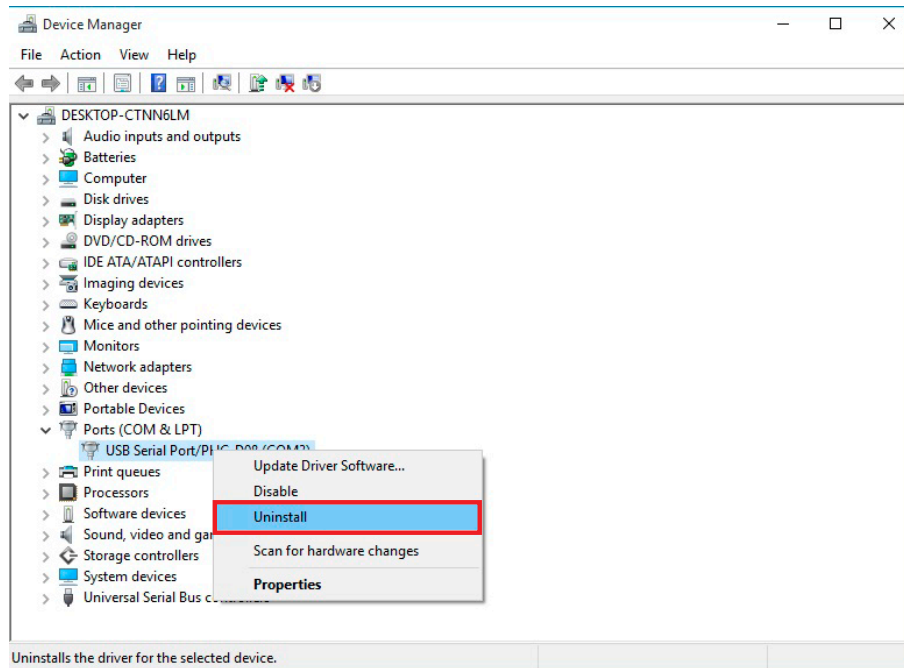 Device Manager
File Action View Help
DESKTOP-CTNN6LM
Audio inputs and outputs
Batteries
Computer
Disk drives
Display adapters
DVD/CD-ROM drives
IDE ATA/ATAPI controllers
Imaging devices
Keyboards
Mice and other pointing devices
Monitors
Network adapters
Other devices
Portable Devices
Ports (COM & LPT)
USB Serial
Print queues
Processors
Software devices
Sound, video and
Storage controllers
System devices
Universal Serial Bus
Update Driver Software...
Disable
Uninstall
Scan for hardware changes
Properties
Uninstalls the driver for the selected device.